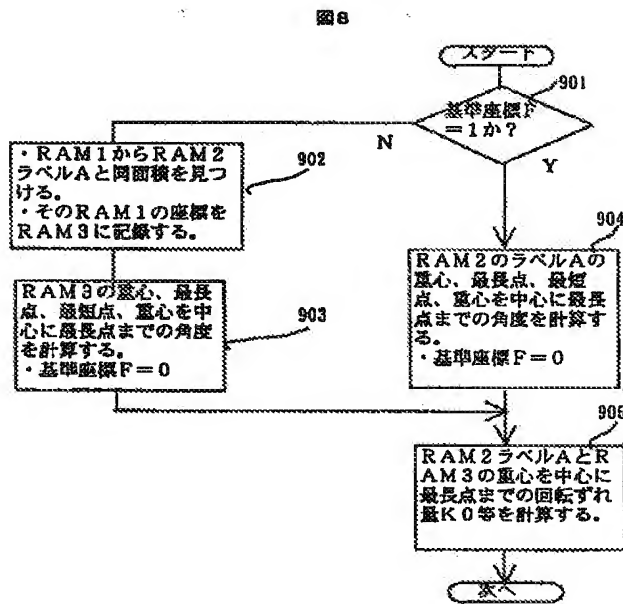 図8
スタート
901
基準座標F
=1か?
N
Y
902
・RAM1からRAM2
ラベルAと同面積を見つ
ける。
・そのRAM1の座標を
RAM3に記録する。
904
RAM2のラベルAの
重心、最長点、最短
点、重心を中心に最長
点までの角度を計算す
る。
・基準座標F=0
903
RAM3の重心、最長
点、最短点、重心を中
心に最長点までの角度
を計算する。
・基準座標F=0
905
RAM2ラベルAとR
AM3の重心を中心に
最長点までの回転ずれ
量K0等を計算する。
次へ